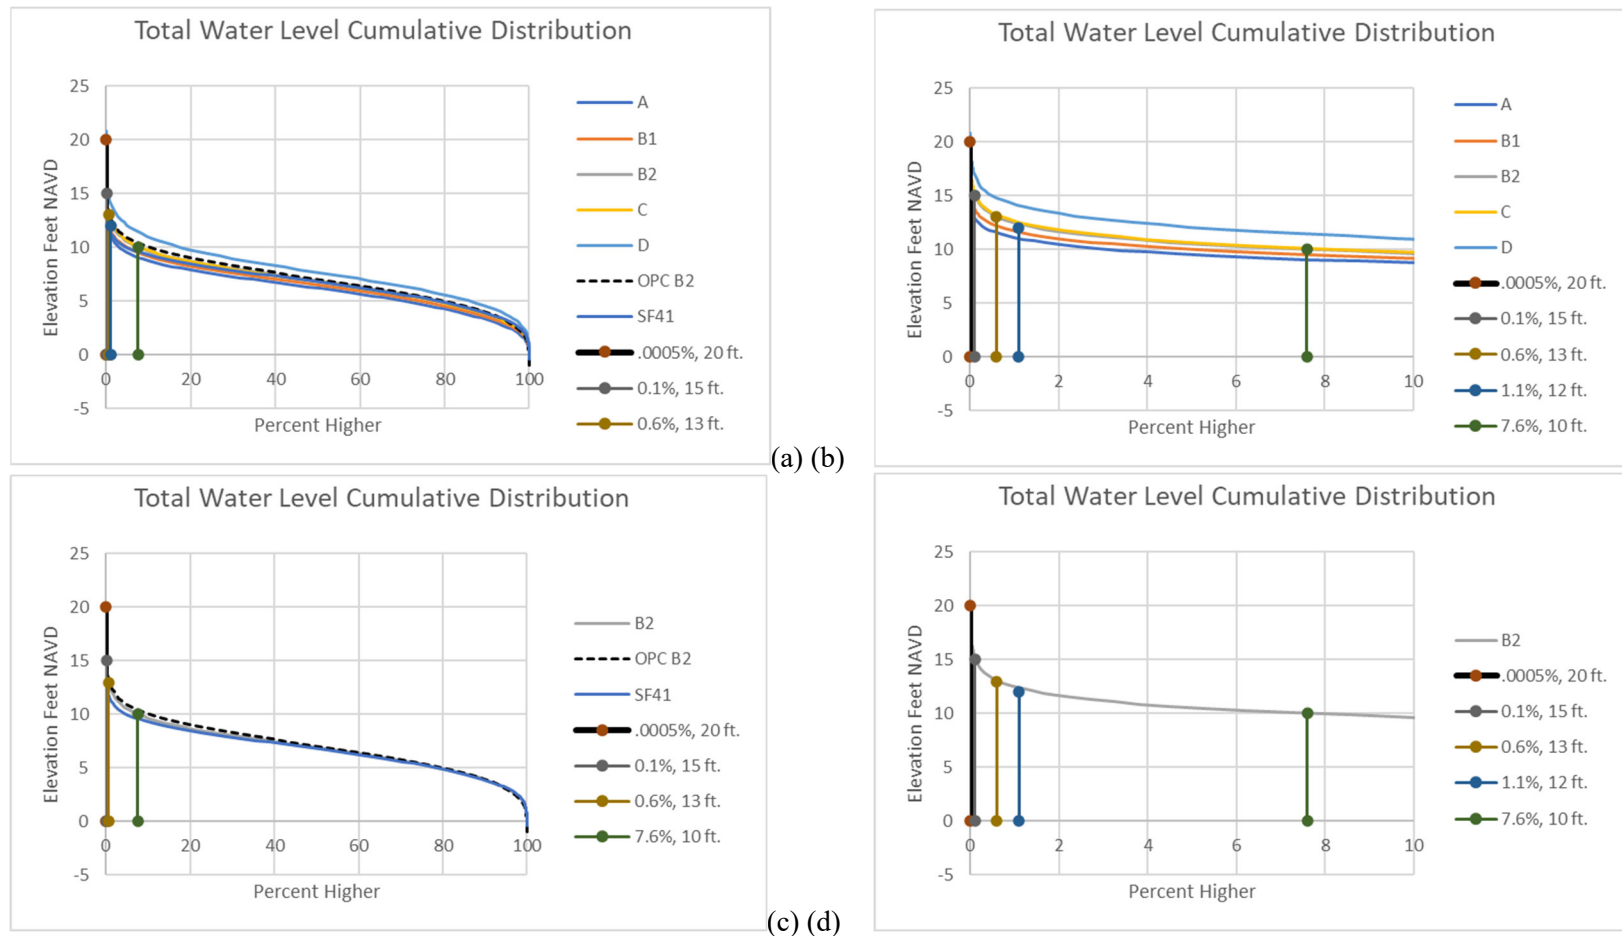 Total Water Level Cumulative Distribution
Elevation Feet NAVD
25
20
15
10
5
0
-5
0
20
40
60
80
100
Percent Higher
A
B1
B2
C
D
OPC B2
SF41
.0005%, 20 ft.
0.1%, 15 ft.
0.6%, 13 ft.
Total Water Level Cumulative Distribution
Elevation Feet NAVD
25
20
15
10
5
0
-5
0
2
4
6
8
10
Percent Higher
A
B1
B2
C
D
.0005%, 20 ft.
0.1%, 15 ft.
0.6%, 13 ft.
1.1%, 12 ft.
7.6%, 10 ft.
(a) (b)
Total Water Level Cumulative Distribution
Elevation Feet NAVD
25
20
15
10
5
0
-5
0
20
40
60
80
100
Percent Higher
B2
OPC B2
SF41
.0005%, 20 ft.
0.1%, 15 ft.
0.6%, 13 ft.
7.6%, 10 ft.
Total Water Level Cumulative Distribution
Elevation Feet NAVD
25
20
15
10
5
0
-5
0
2
4
6
8
10
Percent Higher
B2
.0005%, 20 ft.
0.1%, 15 ft.
0.6%, 13 ft.
1.1%, 12 ft.
7.6%, 10 ft.
(c) (d)